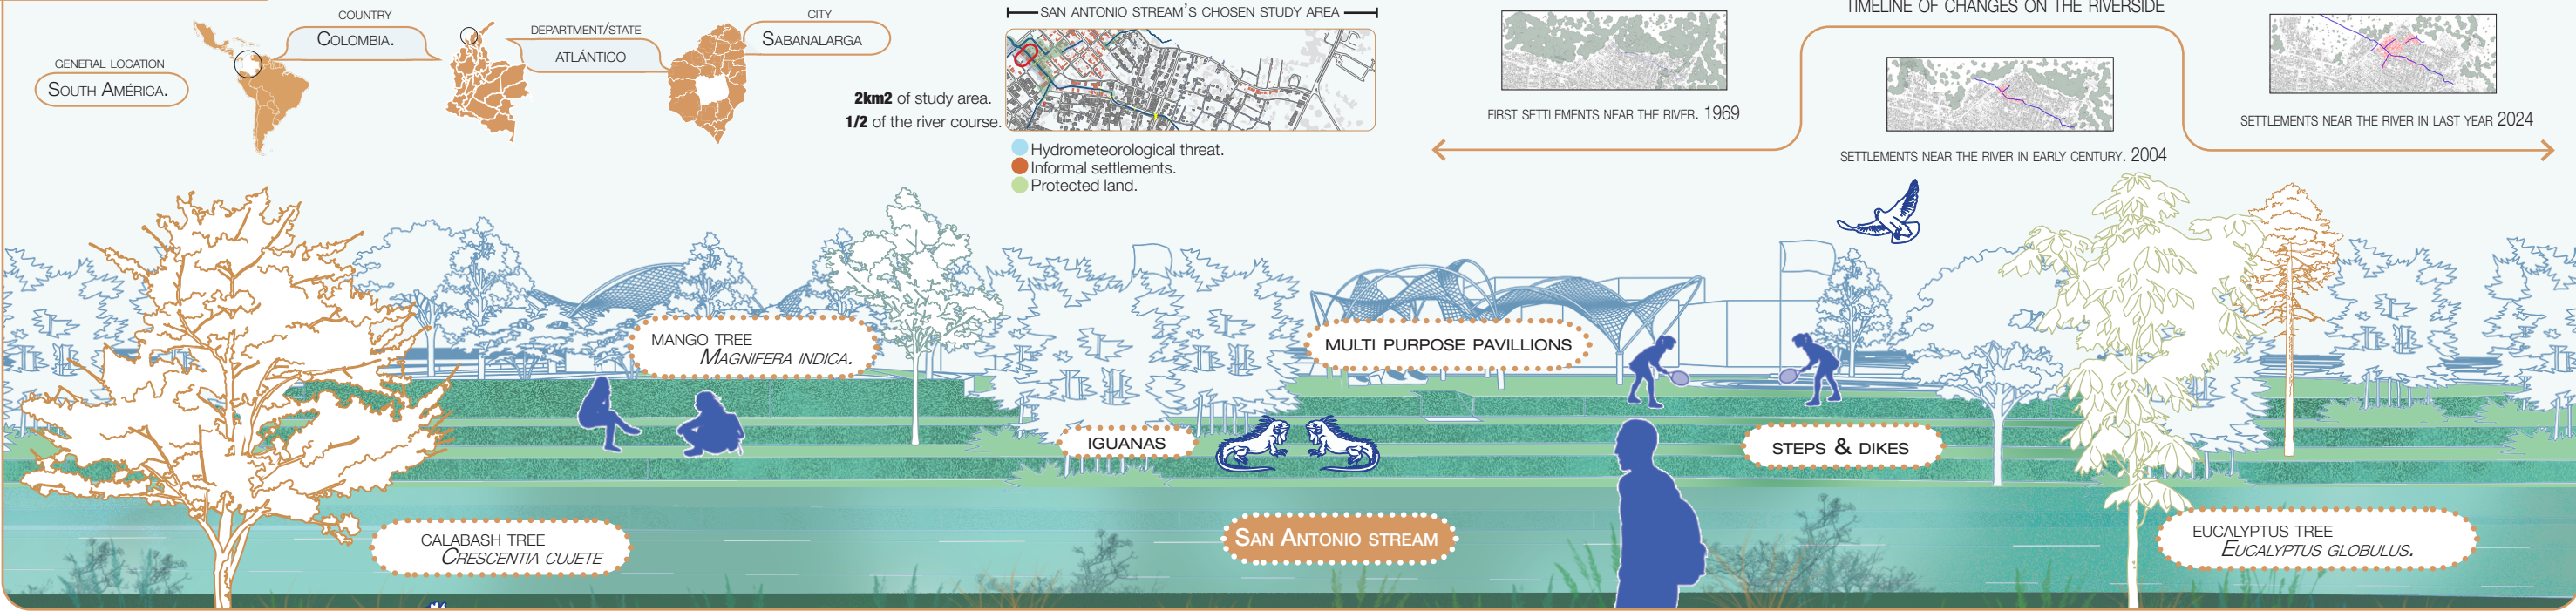 GENERAL LOCATION
SOUTH AMÉRICA.
COUNTRY
COLOMBIA.
DEPARTMENT/STATE
ATLÁNTICO
CITY
SABANALARGA
SAN ANTONIO STREAM'S CHOSEN STUDY AREA
2km2 of study area.
1/2 of the river course.
Hydrometeorological threat.
Informal settlements.
Protected land.
TIMELINE OF CHANGES ON THE RIVERSIDE
FIRST SETTLEMENTS NEAR THE RIVER. 1969
SETTLEMENTS NEAR THE RIVER IN EARLY CENTURY. 2004
SETTLEMENTS NEAR THE RIVER IN LAST YEAR 2024
MANGO TREE
MAGNIFERA INDICA.
MULTI PURPOSE PAVILLIONS
IGUANAS
STEPS & DIKES
CALABASH TREE
CRESCENTIA CUJETE
SAN ANTONIO STREAM
EUCALYPTUS TREE
EUCALYPTUS GLOBULUS.